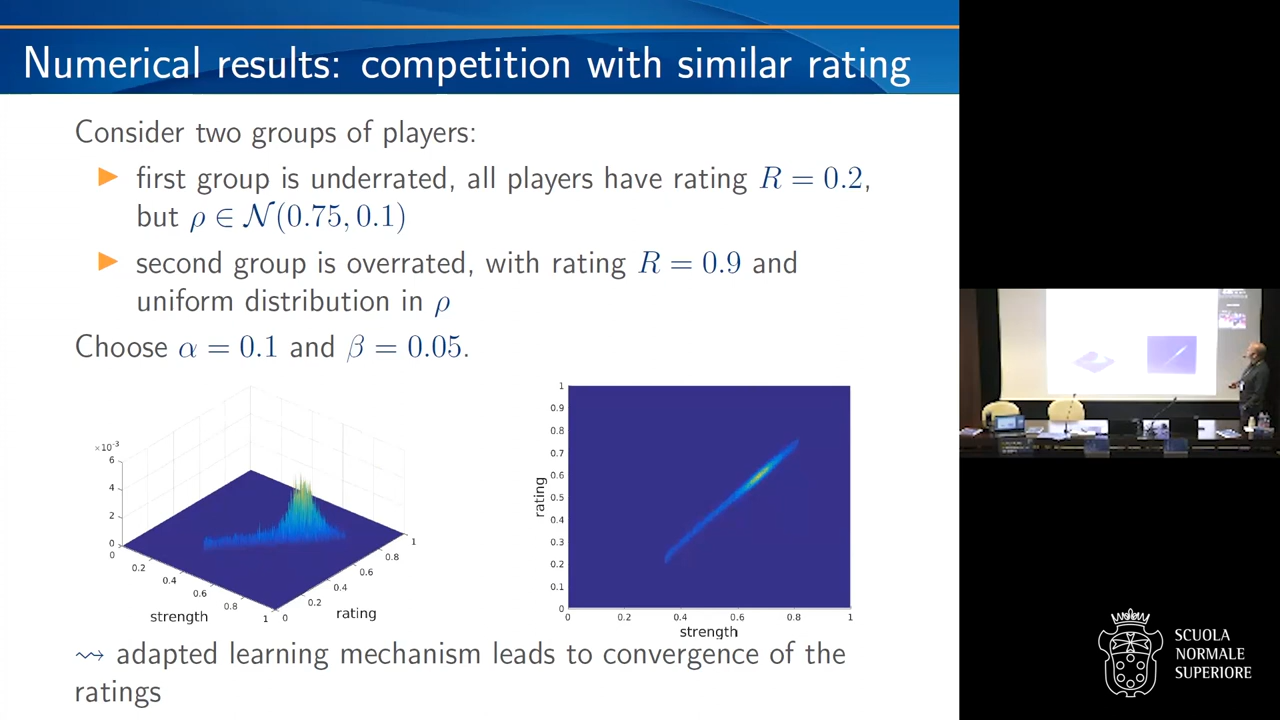 Numerical results: competition with similar rating
Consider two groups of players:
first group is underrated, all players have rating R = 0.2,
but ρ ∈ 𝒩(0.75, 0.1)
second group is overrated, with rating R = 0.9 and
uniform distribution in ρ
Choose α = 0.1 and β = 0.05.
×10⁻³
6
4
2
0
0
0.2
0.4
0.6
0.8
1
strength
0
0.2
0.4
0.6
0.8
1
rating
1
0.9
0.8
0.7
0.6
0.5
0.4
0.3
0.2
0.1
0
rating
0
0.2
0.4
0.6
0.8
1
strength
⇝ adapted learning mechanism leads to convergence of the
ratings
SCUOLA
NORMALE
SUPERIORE